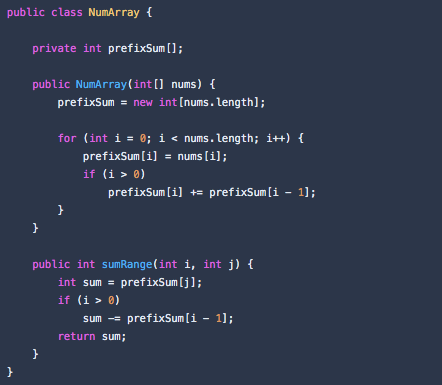 public class NumArray {
    private int prefixSum[];
    public NumArray(int[] nums) {
        prefixSum = new int[nums.length];
        for (int i = 0; i < nums.length; i++) {
            prefixSum[i] = nums[i];
            if (i > 0)
                prefixSum[i] += prefixSum[i - 1];
        }
    }
    public int sumRange(int i, int j) {
        int sum = prefixSum[j];
        if (i > 0)
            sum -= prefixSum[i - 1];
        return sum;
    }
}